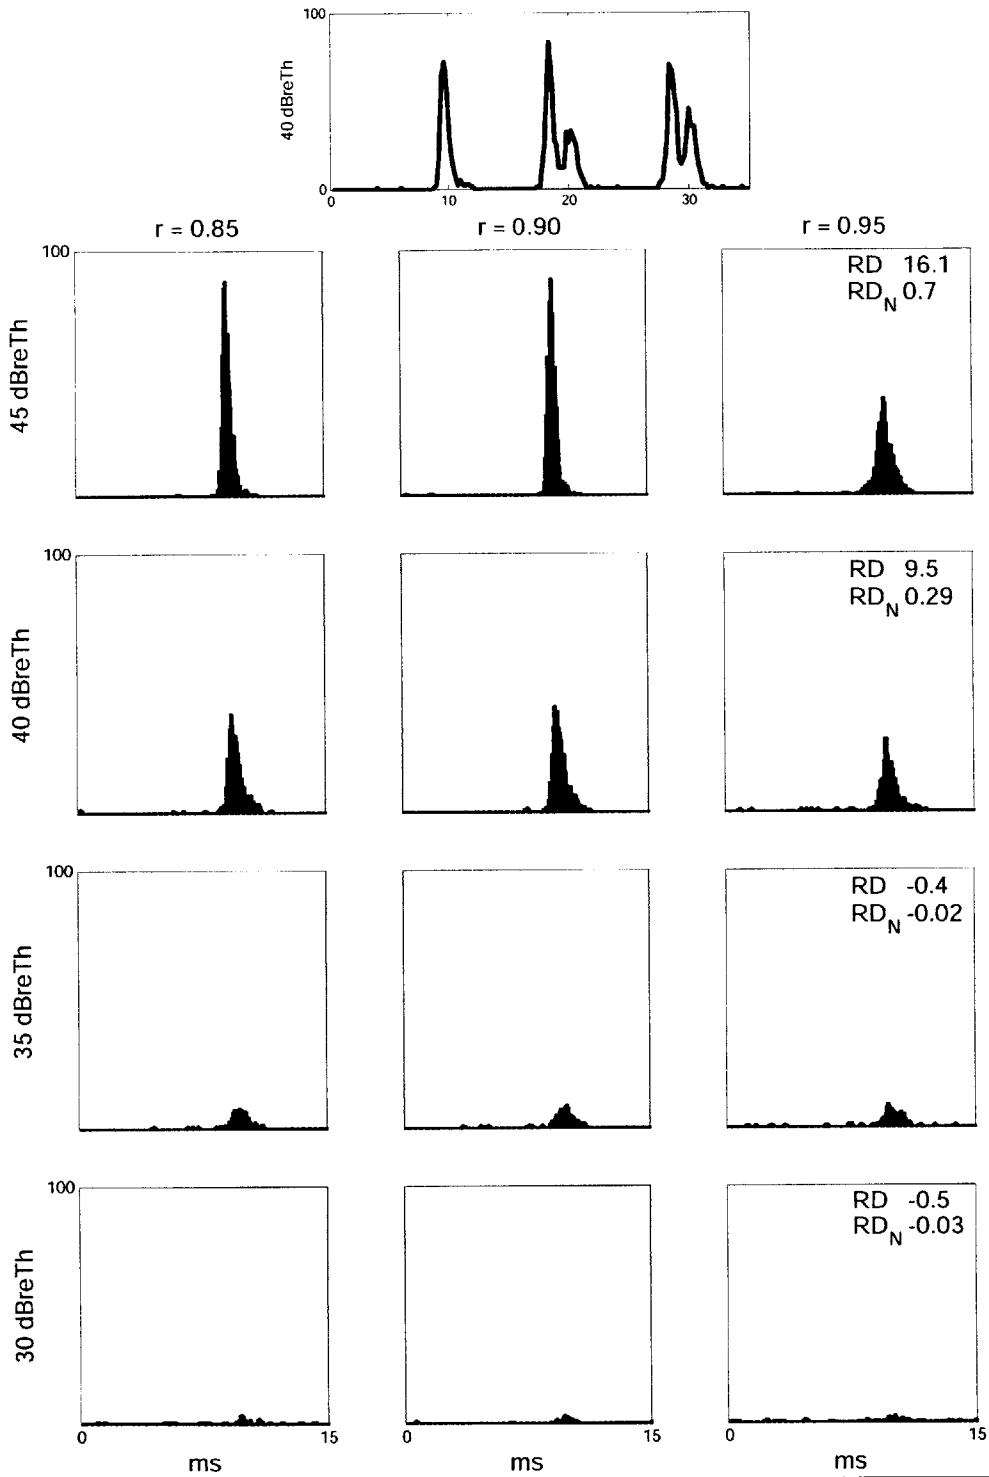 100
40 dBreTh
0
0 10 20 30
r = 0.85 r = 0.90 r = 0.95
100
45 dBreTh
RD 16.1
RDN 0.7
100
40 dBreTh
RD 9.5
RDN 0.29
100
35 dBreTh
RD -0.4
RDN -0.02
100
30 dBreTh
RD -0.5
RDN -0.03
0 15 0 15 0 15
ms ms ms